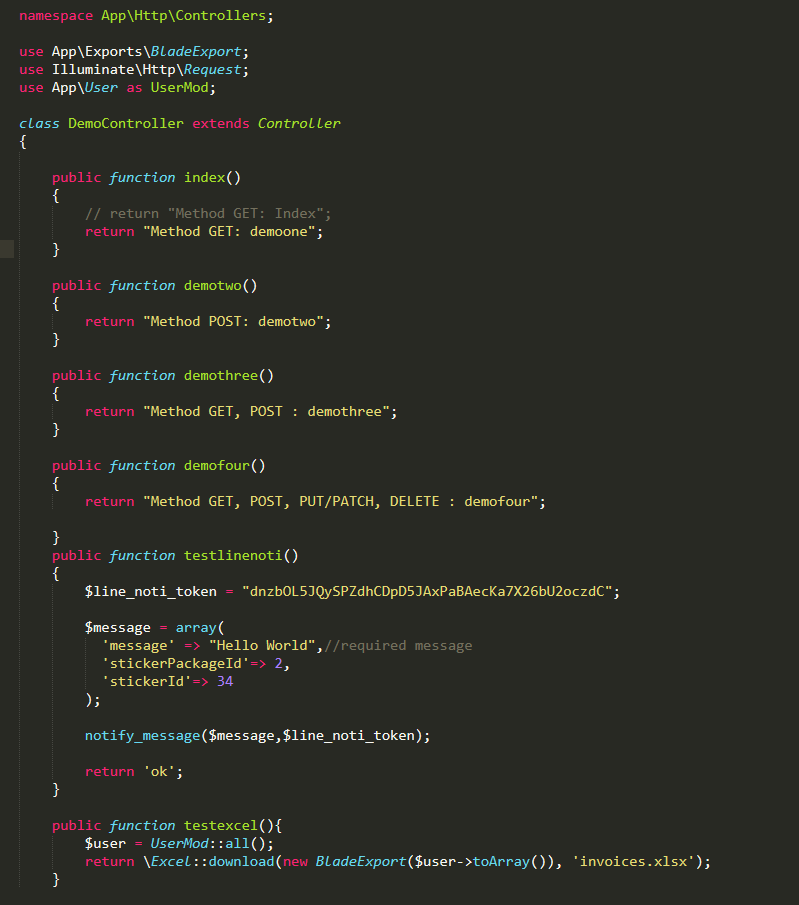 namespace App\Http\Controllers;

use App\Exports\BladeExport;
use Illuminate\Http\Request;
use App\User as UserMod;

class DemoController extends Controller
{

    public function index()
    {
        // return "Method GET: Index";
        return "Method GET: demoone";
    }

    public function demotwo()
    {
        return "Method POST: demotwo";
    }

    public function demothree()
    {
        return "Method GET, POST : demothree";
    }

    public function demofour()
    {
        return "Method GET, POST, PUT/PATCH, DELETE : demofour";

    }
    public function testlinenoti()
    {
        $line_noti_token = "dnzbOL5JQySPZdhCDpD5JAxPaBAecKa7X26bU2oczdC";

        $message = array(
          'message' => "Hello World",//required message
          'stickerPackageId'=> 2,
          'stickerId'=> 34
        );

        notify_message($message,$line_noti_token);

        return 'ok';
    }

    public function testexcel(){
        $user = UserMod::all();
        return \Excel::download(new BladeExport($user->toArray()), 'invoices.xlsx');
    }